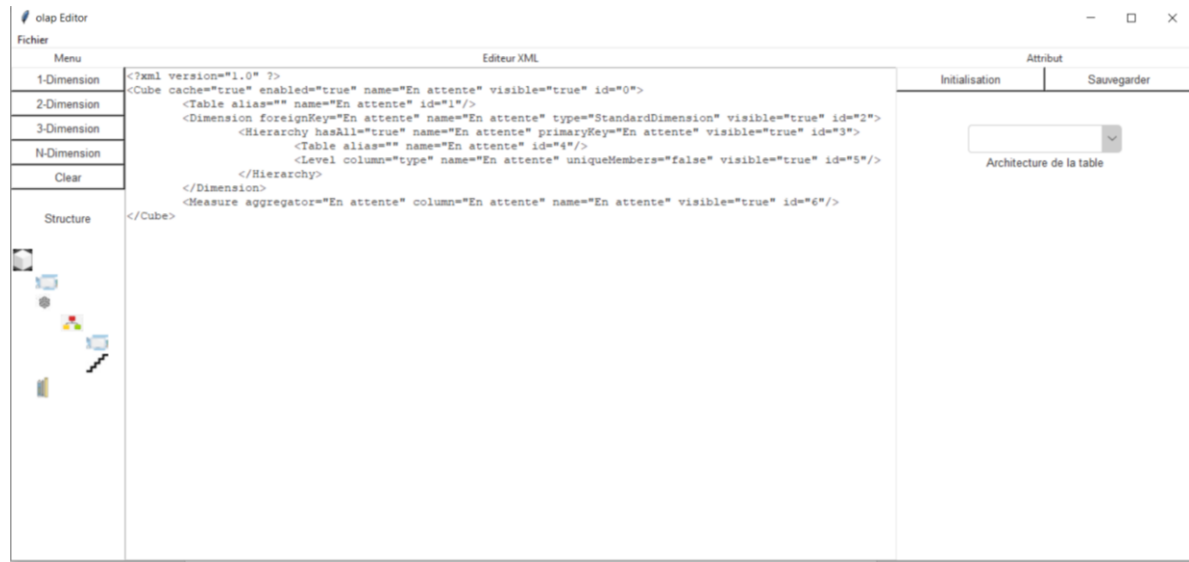 olap Editor
Fichier
Menu
Editeur XML
Attribut
1-Dimension
2-Dimension
3-Dimension
N-Dimension
Clear
Structure
<?xml version="1.0" ?>
<Cube cache="true" enabled="true" name="En attente" visible="true" id="0">
<Table alias="" name="En attente" id="1"/>
<Dimension foreignKey="En attente" name="En attente" type="StandardDimension" visible="true" id="2">
<Hierarchy hasAll="true" name="En attente" primaryKey="En attente" visible="true" id="3">
<Table alias="" name="En attente" id="4"/>
<Level column="type" name="En attente" uniqueMembers="false" visible="true" id="5"/>
</Hierarchy>
</Dimension>
<Measure aggregator="En attente" column="En attente" name="En attente" visible="true" id="6"/>
</Cube>
Initialisation
Sauvegarder
Architecture de la table